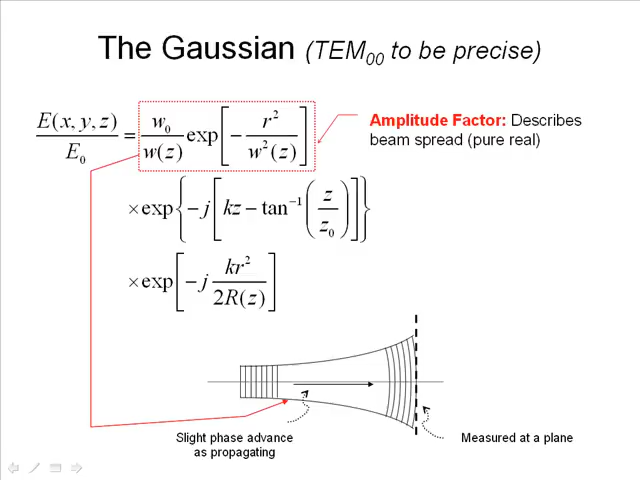 The Gaussian (TEM₀₀ to be precise)
E(x, y, z) / E₀ = w₀ / w(z) exp[ − r² / w²(z) ]
× exp{ − j [ kz − tan⁻¹ ( z / z₀ ) ] }
× exp[ − j kr² / 2R(z) ]
Amplitude Factor: Describes
beam spread (pure real)
Slight phase advance
as propagating
Measured at a plane